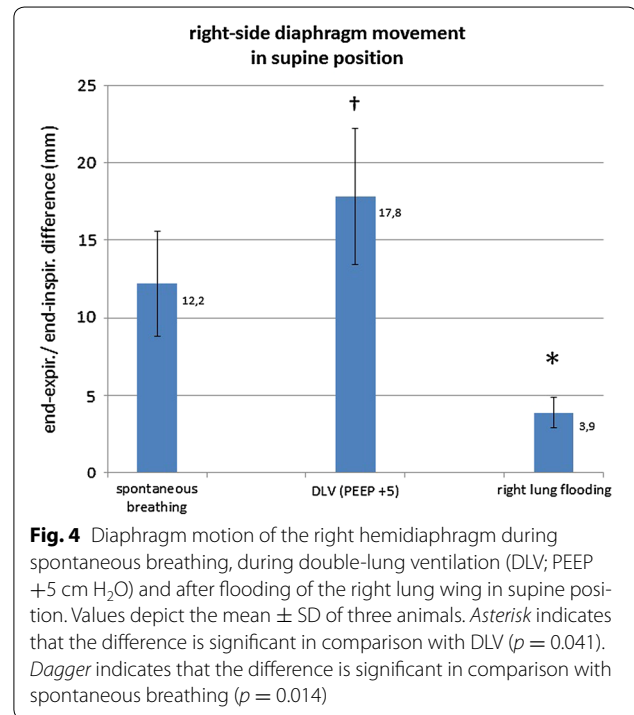 right-side diaphragm movement
in supine position
end-expir./ end-inspir. difference (mm)
25
20
15
10
5
0
12,2
†
17,8
*
3,9
spontaneous
breathing
DLV (PEEP +5)
right lung flooding
Fig. 4 Diaphragm motion of the right hemidiaphragm during
spontaneous breathing, during double-lung ventilation (DLV; PEEP
+5 cm H₂O) and after flooding of the right lung wing in supine posi-
tion. Values depict the mean ± SD of three animals. Asterisk indicates
that the difference is significant in comparison with DLV (p = 0.041).
Dagger indicates that the difference is significant in comparison with
spontaneous breathing (p = 0.014)